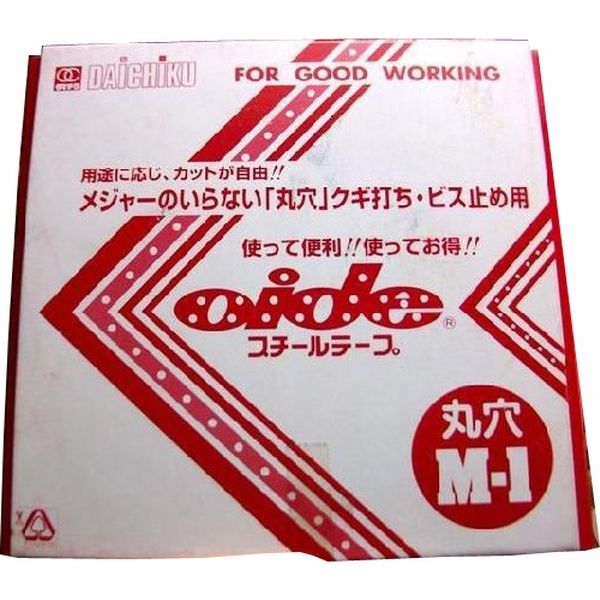 DAiCHiKU
FOR GOOD WORKING
用途に応じ、カットが自由!!
メジャーのいらない「丸穴」クギ打ち・ビス止め用
使って便利!!使ってお得!!
oide®
スチールテープ。
丸穴
M-1